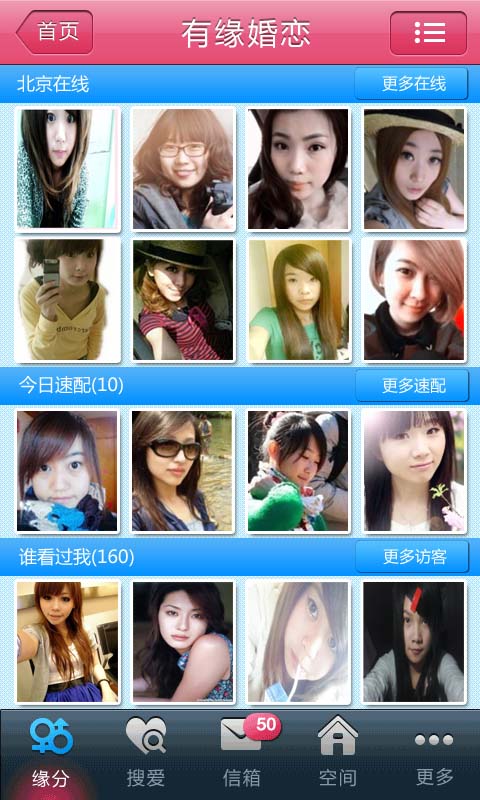 首页
有缘婚恋
北京在线
更多在线
今日速配(10)
更多速配
谁看过我(160)
更多访客
50
缘分
搜爱
信箱
空间
更多